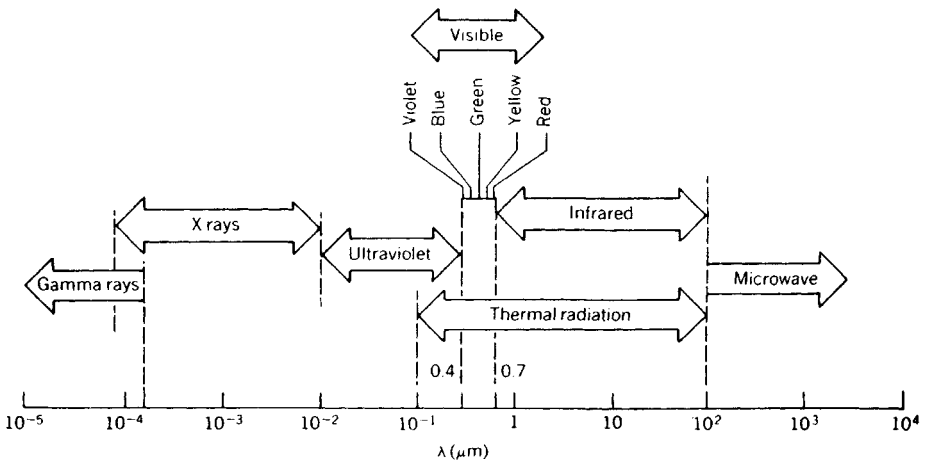 Visible
Violet
Blue
Green
Yellow
Red
X rays
Infrared
Ultraviolet
Gamma rays
Microwave
Thermal radiation
0.4
0.7
10⁻⁵ 10⁻⁴ 10⁻³ 10⁻² 10⁻¹ 1 10 10² 10³ 10⁴
λ (μm)